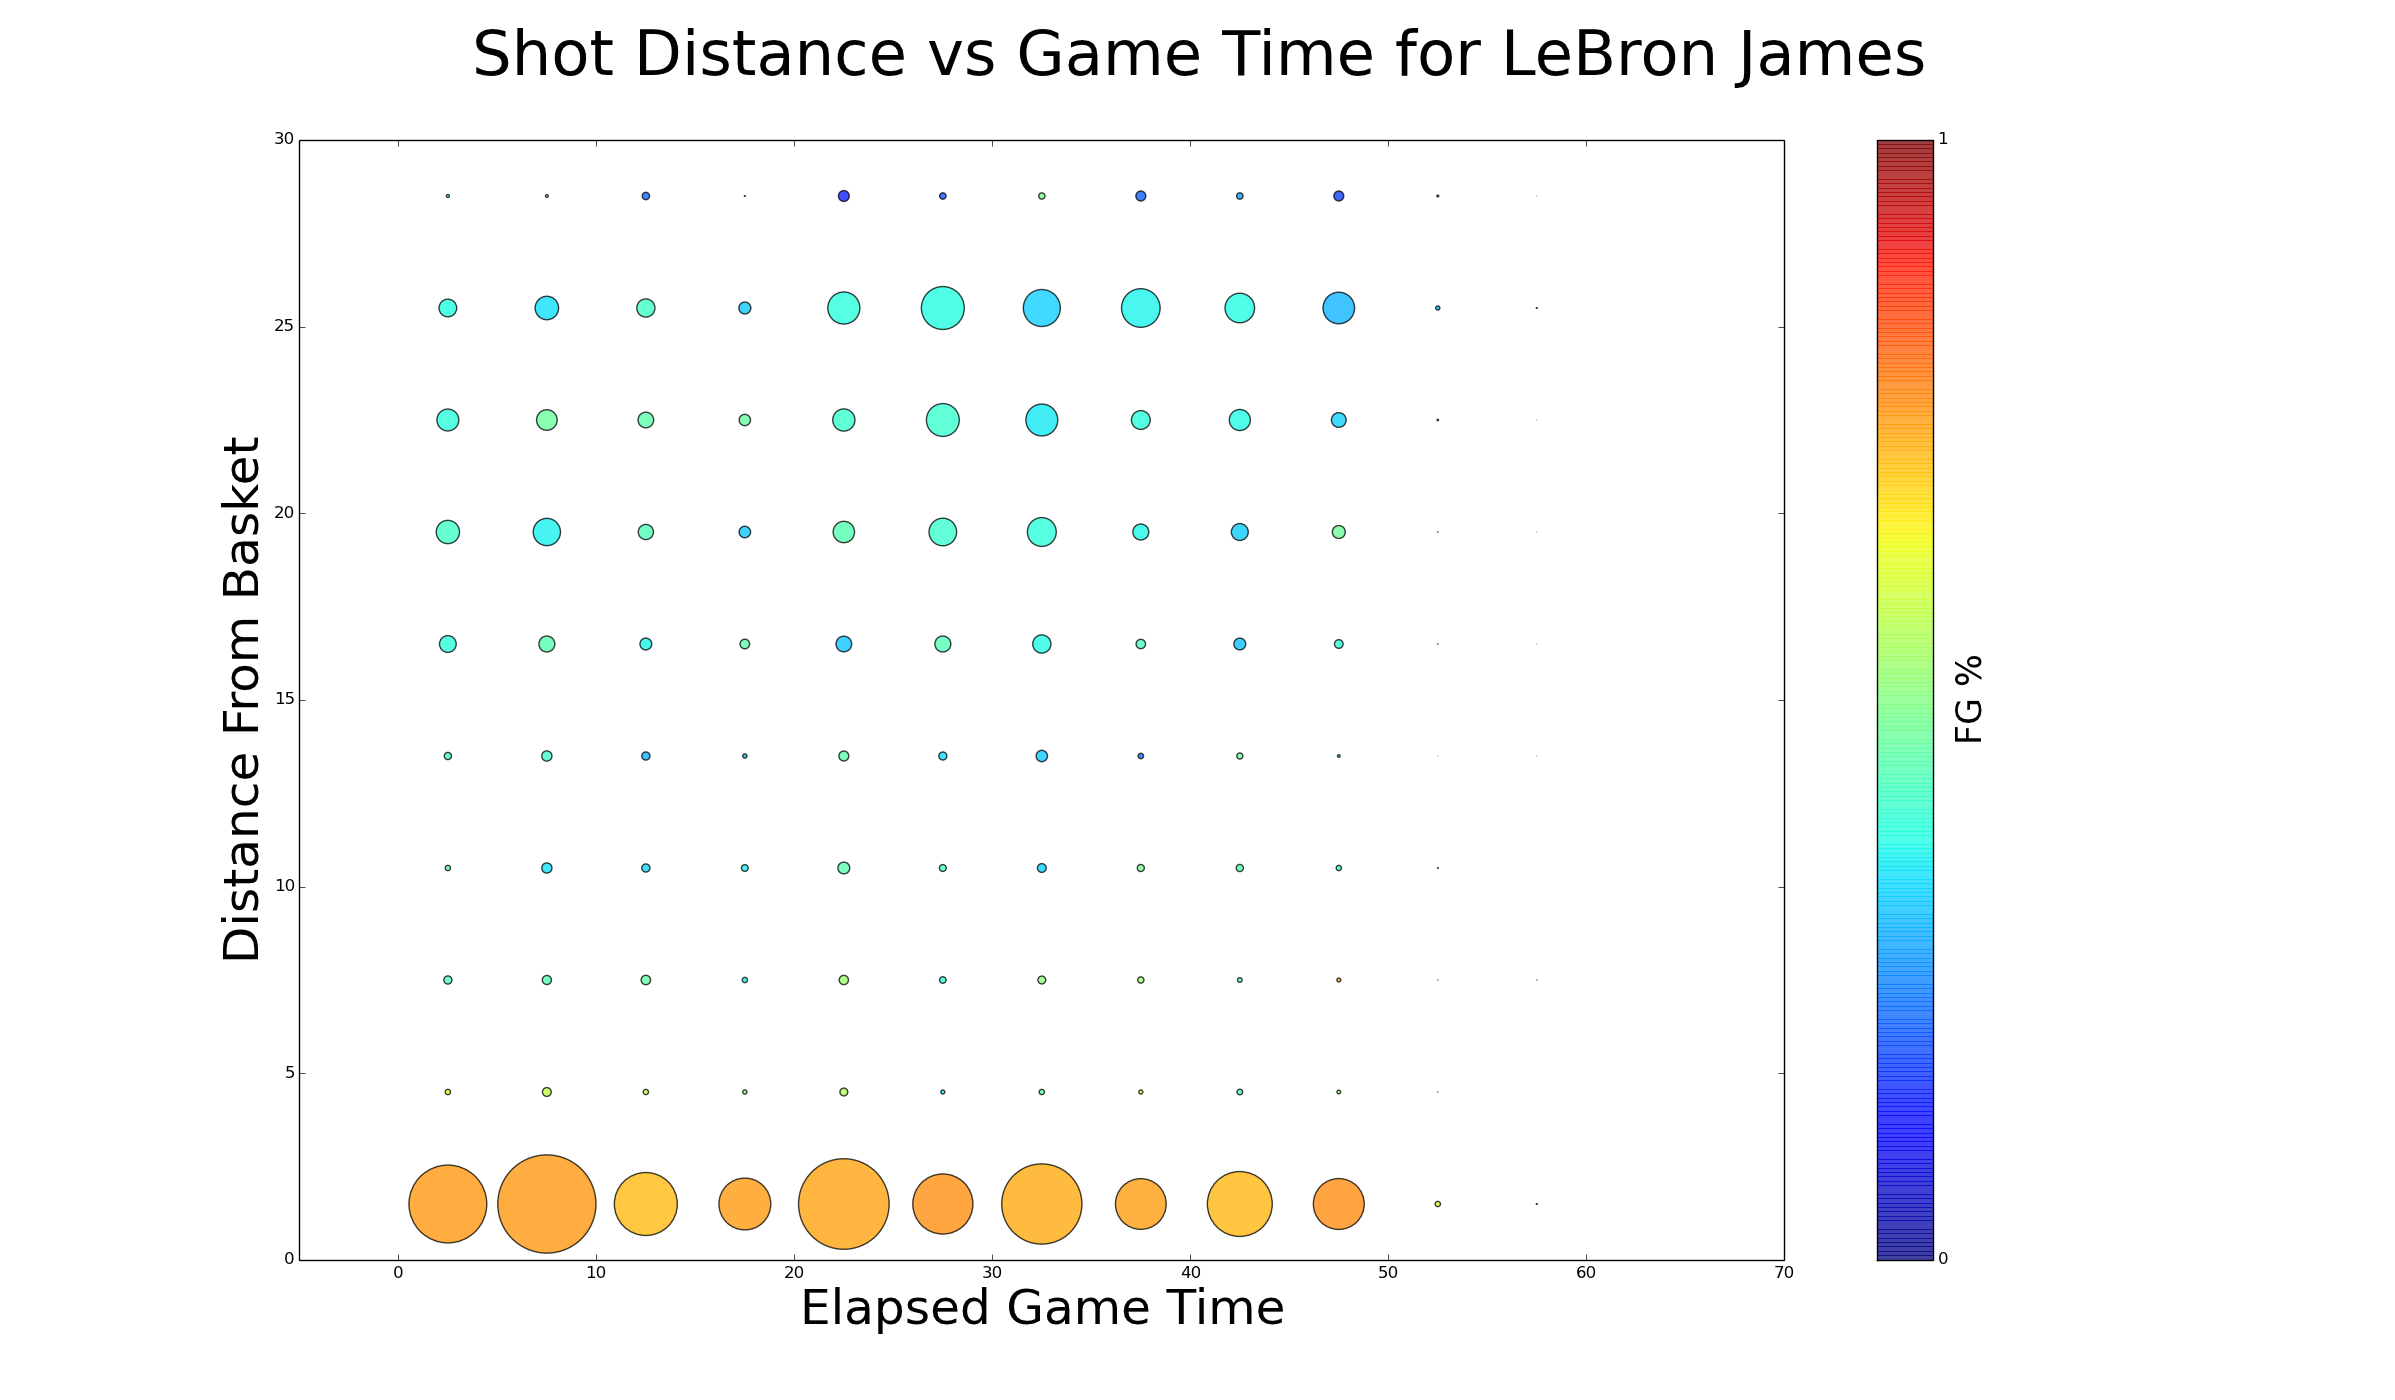 Shot Distance vs Game Time for LeBron James
30
25
20
15
10
5
0
Distance From Basket
0 10 20 30 40 50 60 70
Elapsed Game Time
1
0
FG %